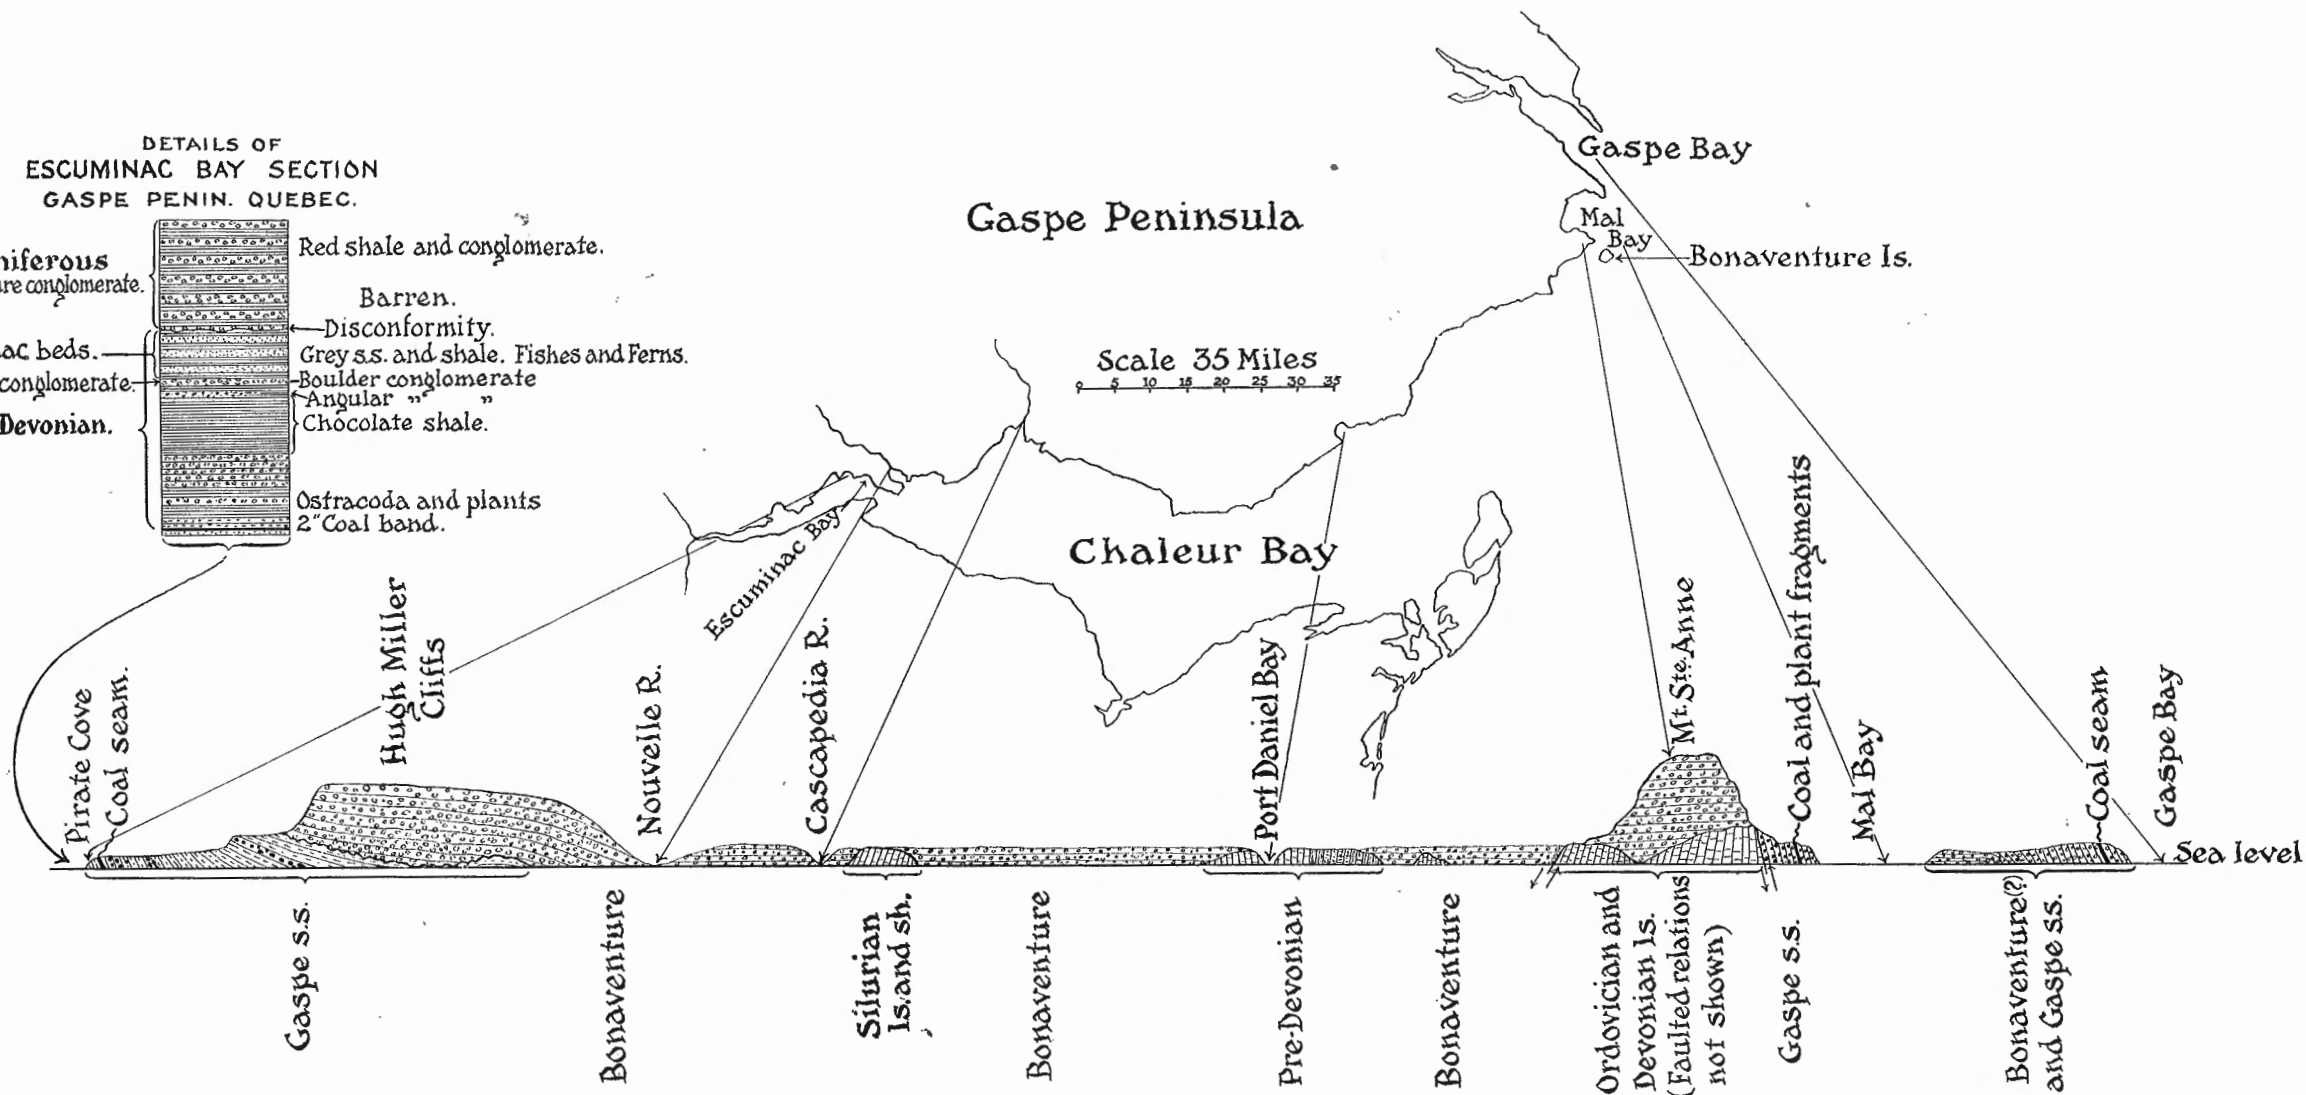 DETAILS OF
ESCUMINAC BAY SECTION
GASPE PENIN. QUEBEC.
niferous
ure conglomerate.
ac beds.
conglomerate.
Devonian.
Red shale and conglomerate.
Barren.
Disconformity.
Grey s.s. and shale. Fishes and Ferns.
Boulder conglomerate
Angular " "
Chocolate shale.
Ostracoda and plants
2" Coal band.
Gaspe Peninsula
Gaspe Bay
Mal
Bay
Bonaventure Is.
Scale 35 Miles
0 5 10 15 20 25 30 35
Chaleur Bay
Escuminac Bay
Pirate Cove
Coal seam.
Hugh Miller
Cliffs
Nouvelle R.
Cascapedia R.
Port Daniel Bay
Mt. Ste. Anne
Coal and plant fragments
Mal Bay
Coal seam
Gaspe Bay
Sea level
Gaspe s.s.
Bonaventure
Silurian
ls. and sh.
Bonaventure
Pre-Devonian
Bonaventure
Ordovician and
Devonian ls.
(Faulted relations
not shown)
Gaspe s.s.
Bonaventure(?)
and Gaspe ss.